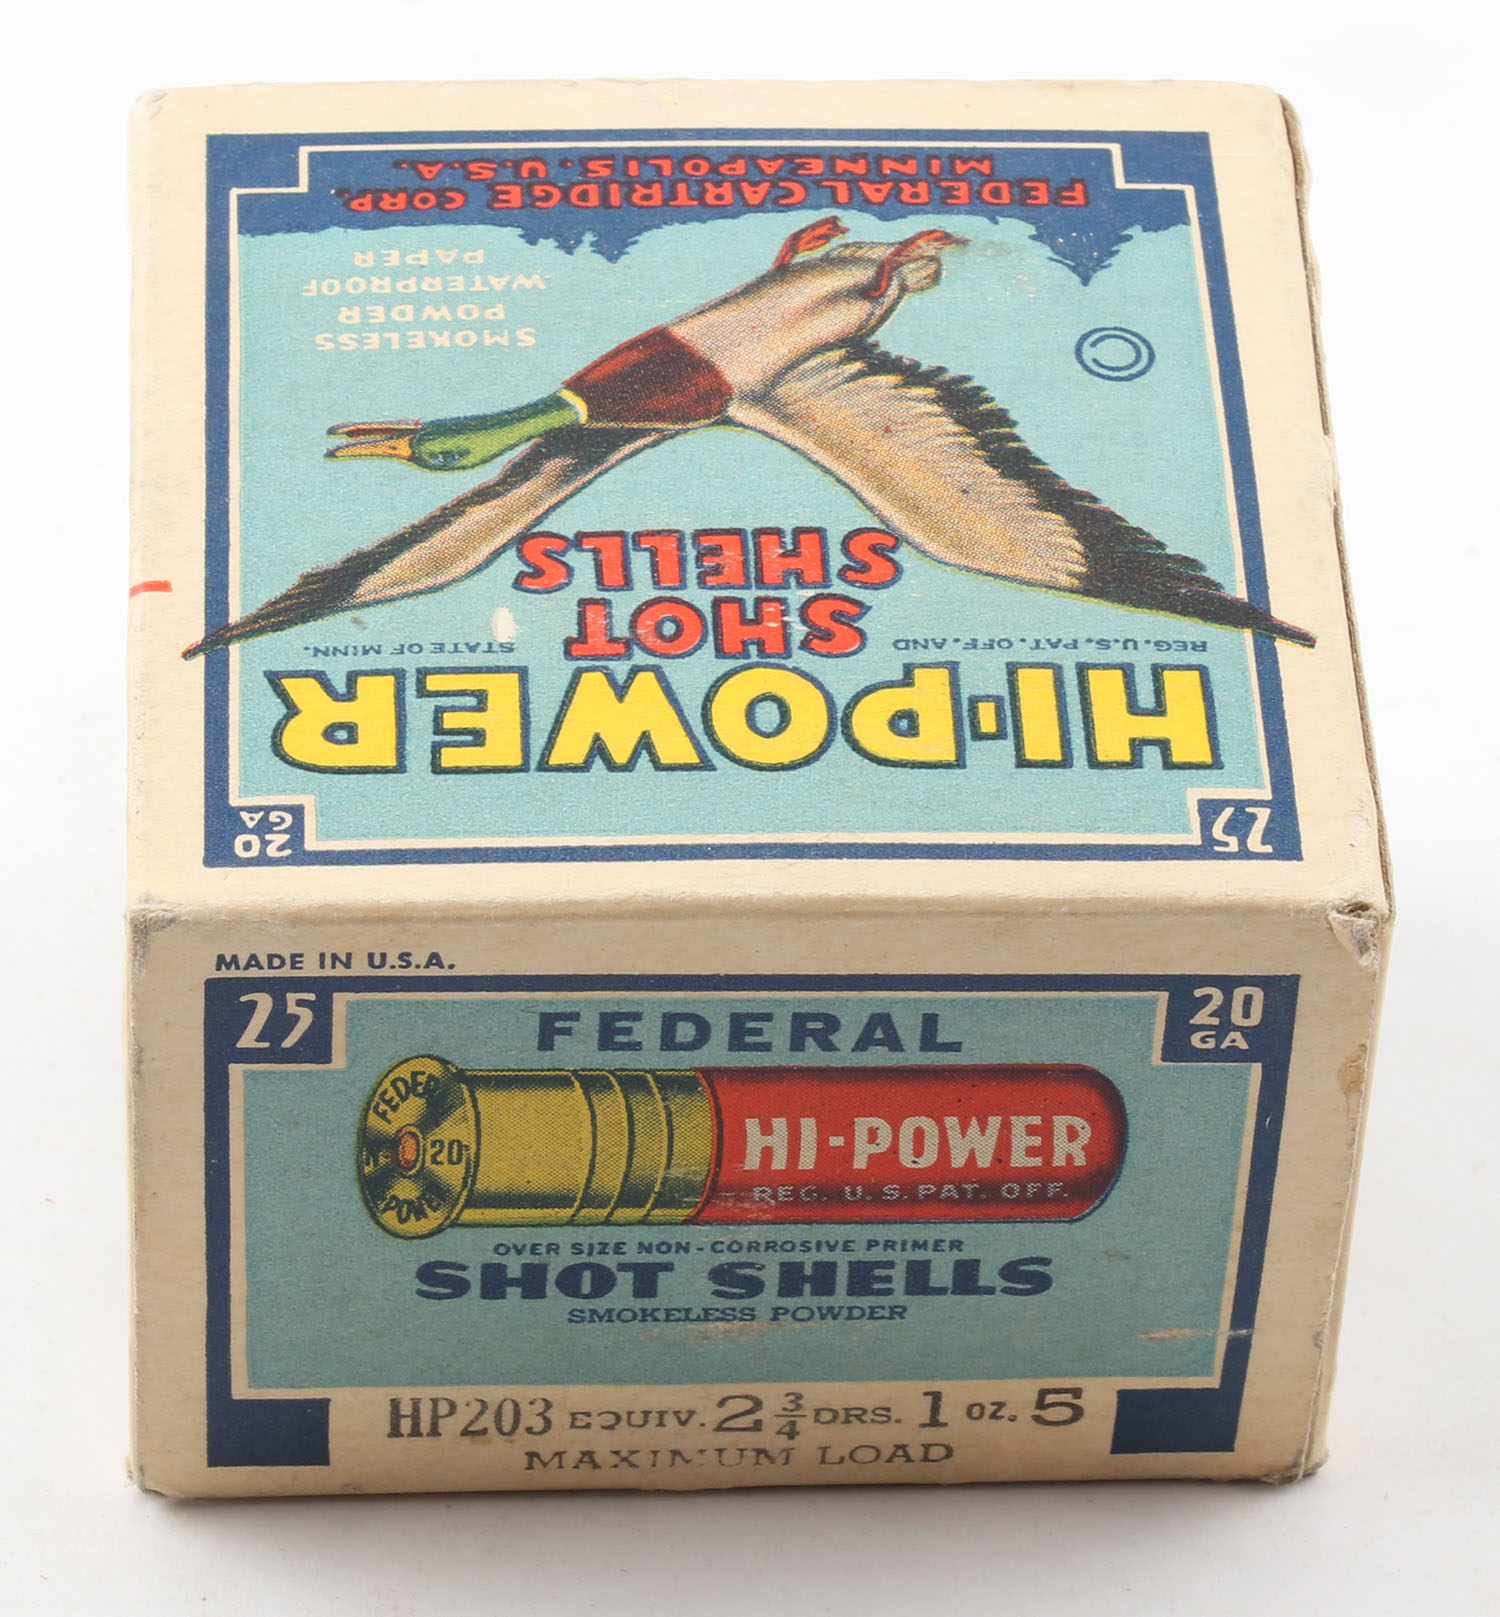 FEDERAL CARTRIDGE CORP.
MINNEAPOLIS, U.S.A.
SMOKELESS
POWDER
WATERPROOF
PAPER
C
SHOT
SHELLS
REG. U.S. PAT. OFF. AND STATE OF MINN.
HI-POWER
25
20
GA
MADE IN U.S.A.
25
FEDERAL
20
GA
FEDERAL
20
HI-POWER
REG. U.S. PAT. OFF.
POWER
OVER SIZE NON-CORROSIVE PRIMER
SHOT SHELLS
SMOKELESS POWDER
HP203 EQUIV. 2 3/4 DRS. 1 OZ. 5
MAXIMUM LOAD